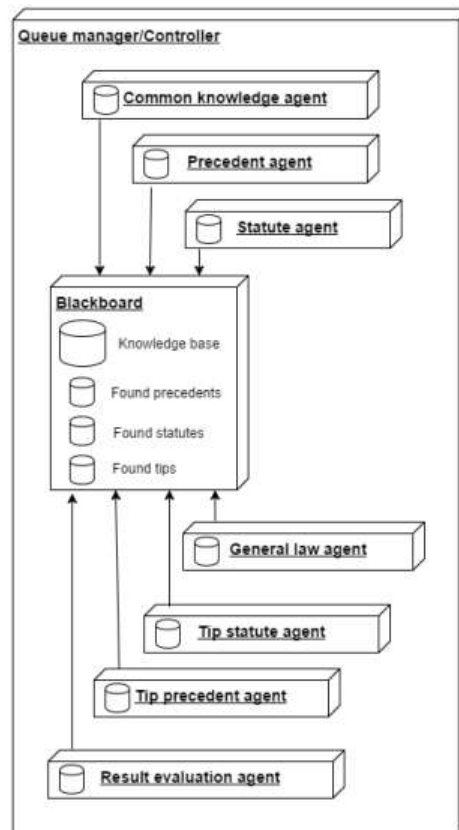 Queue manager/Controller
Common knowledge agent
Precedent agent
Statute agent
Blackboard
Knowledge base
Found precedents
Found statutes
Found tips
General law agent
Tip statute agent
Tip precedent agent
Result evaluation agent